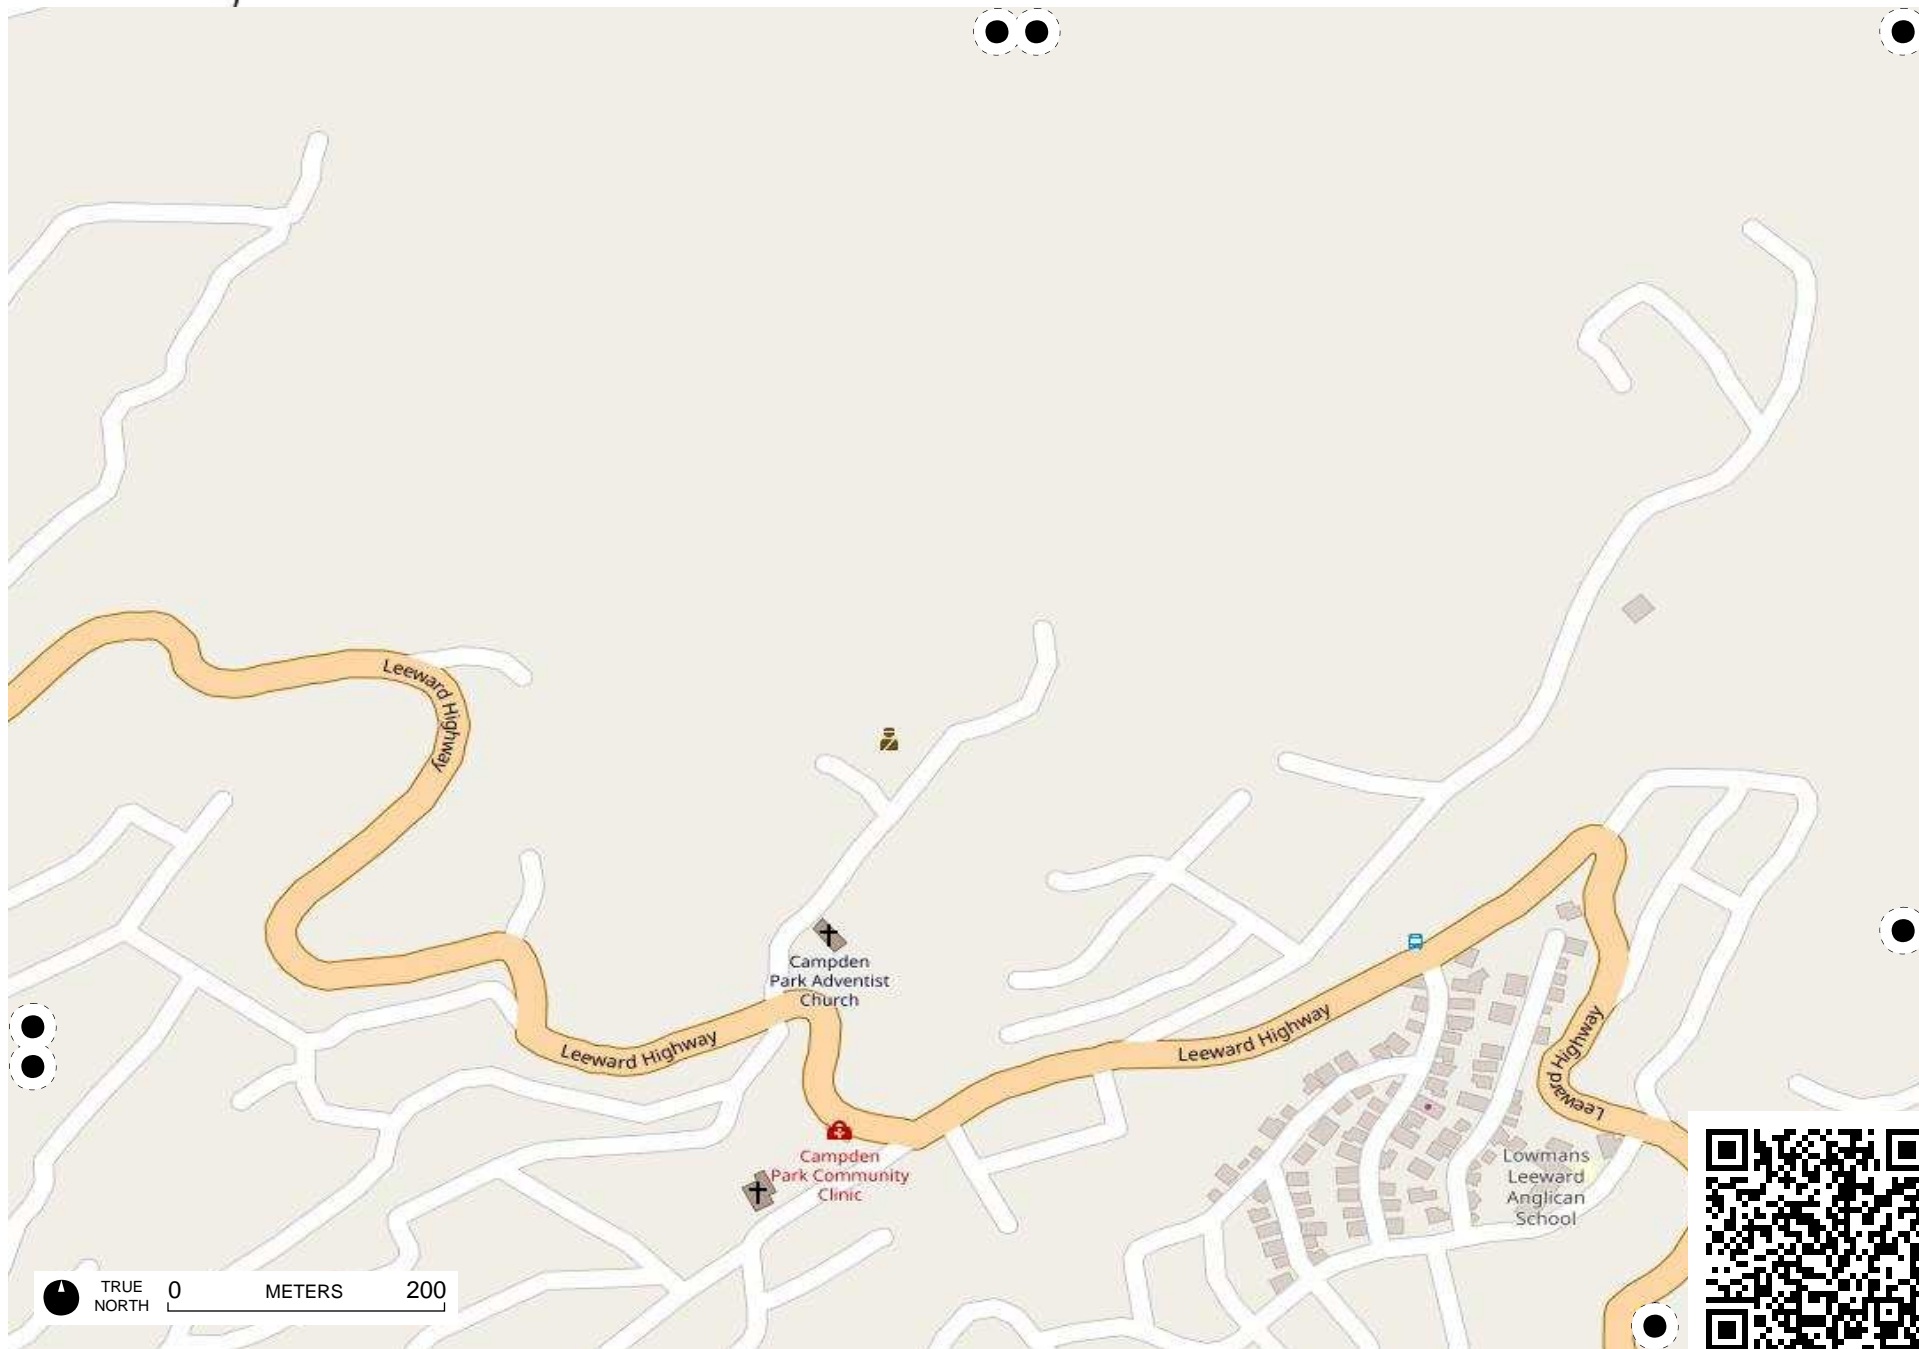 Leeward Highway
Campden
Park Adventist
Church
Leeward Highway
Leeward Highway
Leeward Highway
Leeward
Campden
Park Community
Clinic
Lowmans
Leeward
Anglican
School
TRUE
NORTH
0 METERS 200